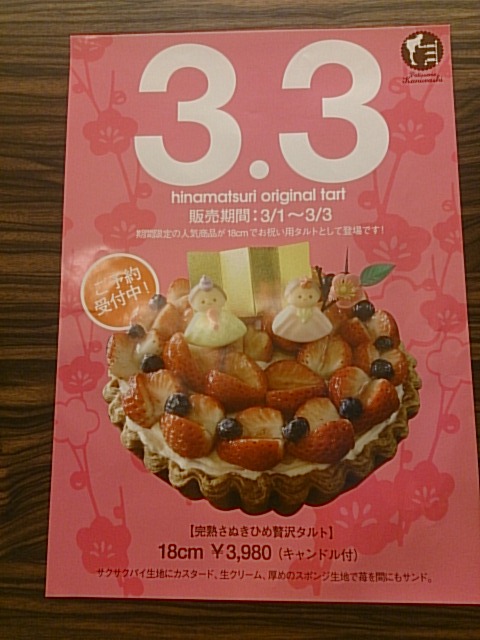 3.3
hinamatsuri original tart
販売期間:3/1〜3/3
期間限定の人気商品が18cmでお祝い用タルトとして登場です!
ご予約
受付中!
【完熟さぬきひめ贅沢タルト】
18cm ¥3,980(キャンドル付)
サクサクパイ生地にカスタード、生クリーム、厚めのスポンジ生地で苺を間にもサンド。